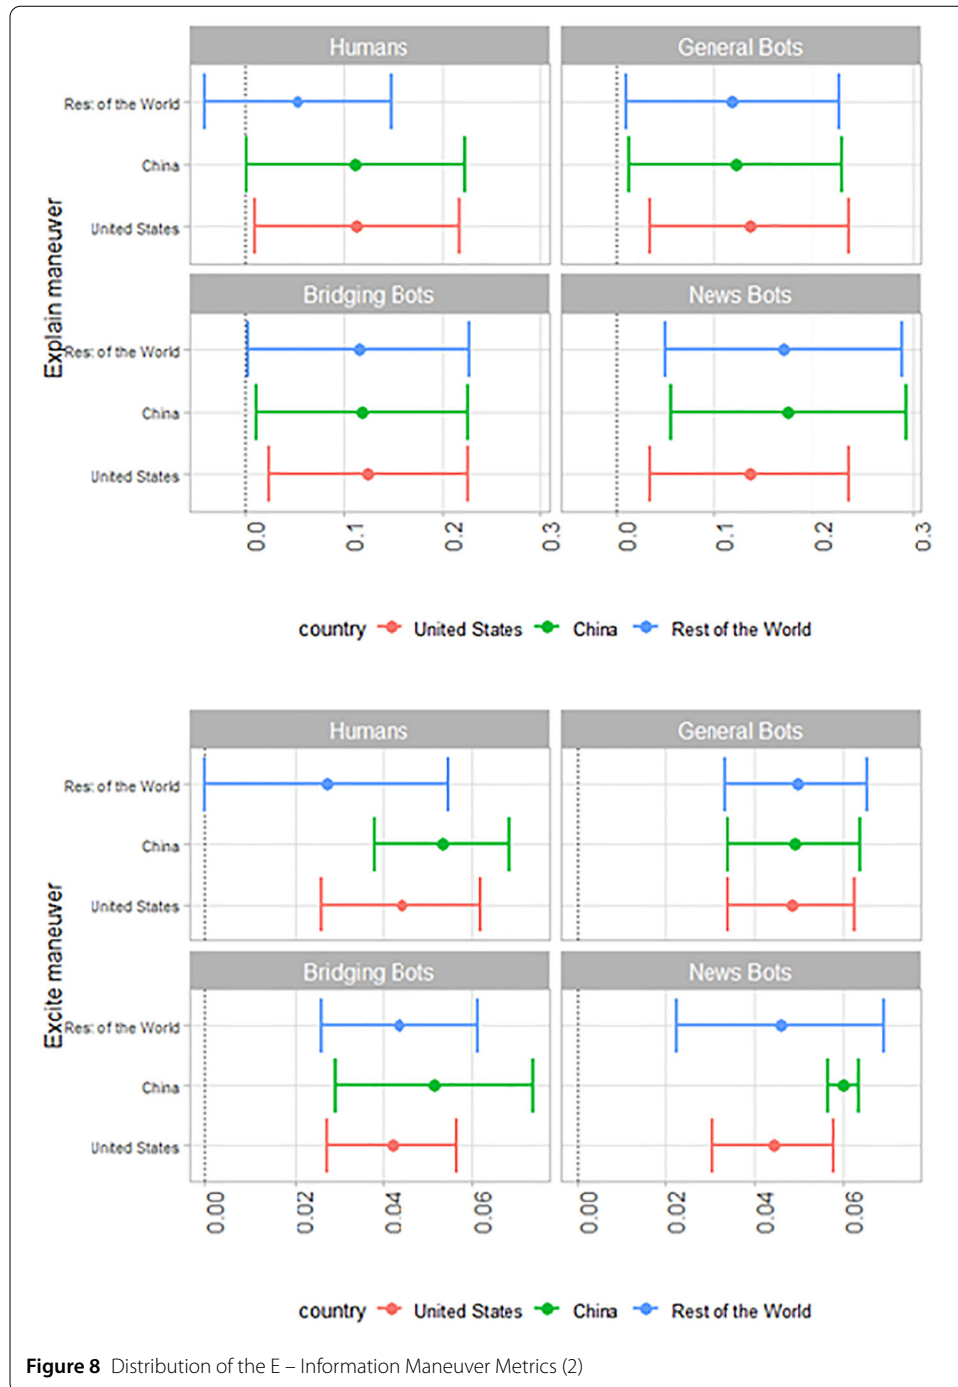 Humans General Bots
Rest of the World
China
United States
Explain maneuver
Bridging Bots News Bots
Rest of the World
China
United States
0.0 0.1 0.2 0.3 0.0 0.1 0.2 0.3
country United States China Rest of the World
Humans General Bots
Rest of the World
China
United States
Excite maneuver
Bridging Bots News Bots
Rest of the World
China
United States
0.00 0.02 0.04 0.06 0.00 0.02 0.04 0.06
country United States China Rest of the World
Figure 8 Distribution of the E – Information Maneuver Metrics (2)